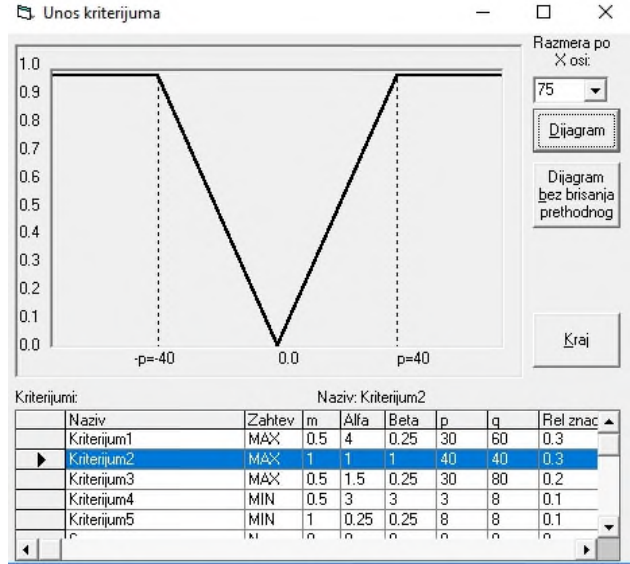 Unos kriterijuma
Razmera po
X osi:
75
Dijagram
Dijagram
bez brisanja
prethodnog
Kraj
1.0
0.9
0.8
0.7
0.6
0.5
0.4
0.3
0.2
0.1
0.0
-p=-40 0.0 p=40
Kriterijumi: Naziv: Kriterijum2
Naziv Zahtev m Alfa Beta p q Rel znac
Kriterijum1 MAX 0.5 4 0.25 30 60 0.3
Kriterijum2 MAX 1 1 1 40 40 0.3
Kriterijum3 MAX 0.5 1.5 0.25 30 80 0.2
Kriterijum4 MIN 0.5 3 3 3 8 0.1
Kriterijum5 MIN 1 0.25 0.25 8 8 0.1